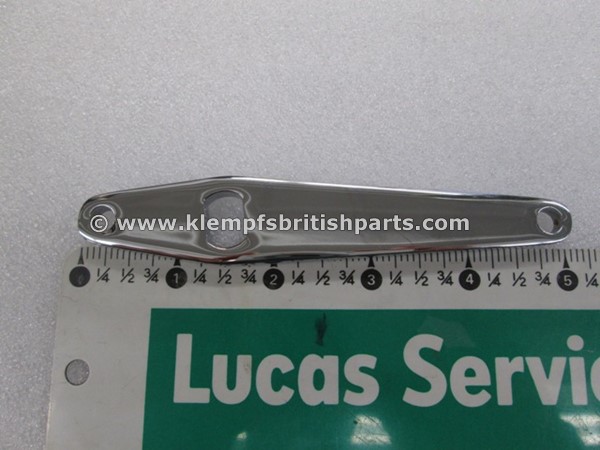 © www.klempfsbritishparts.com
0 1/4 1/2 3/4 1 1/4 1/2 3/4 2 1/4 1/2 3/4 3 1/4 1/2 3/4 4 1/4 1/2 3/4 5 1/4
Lucas Servic